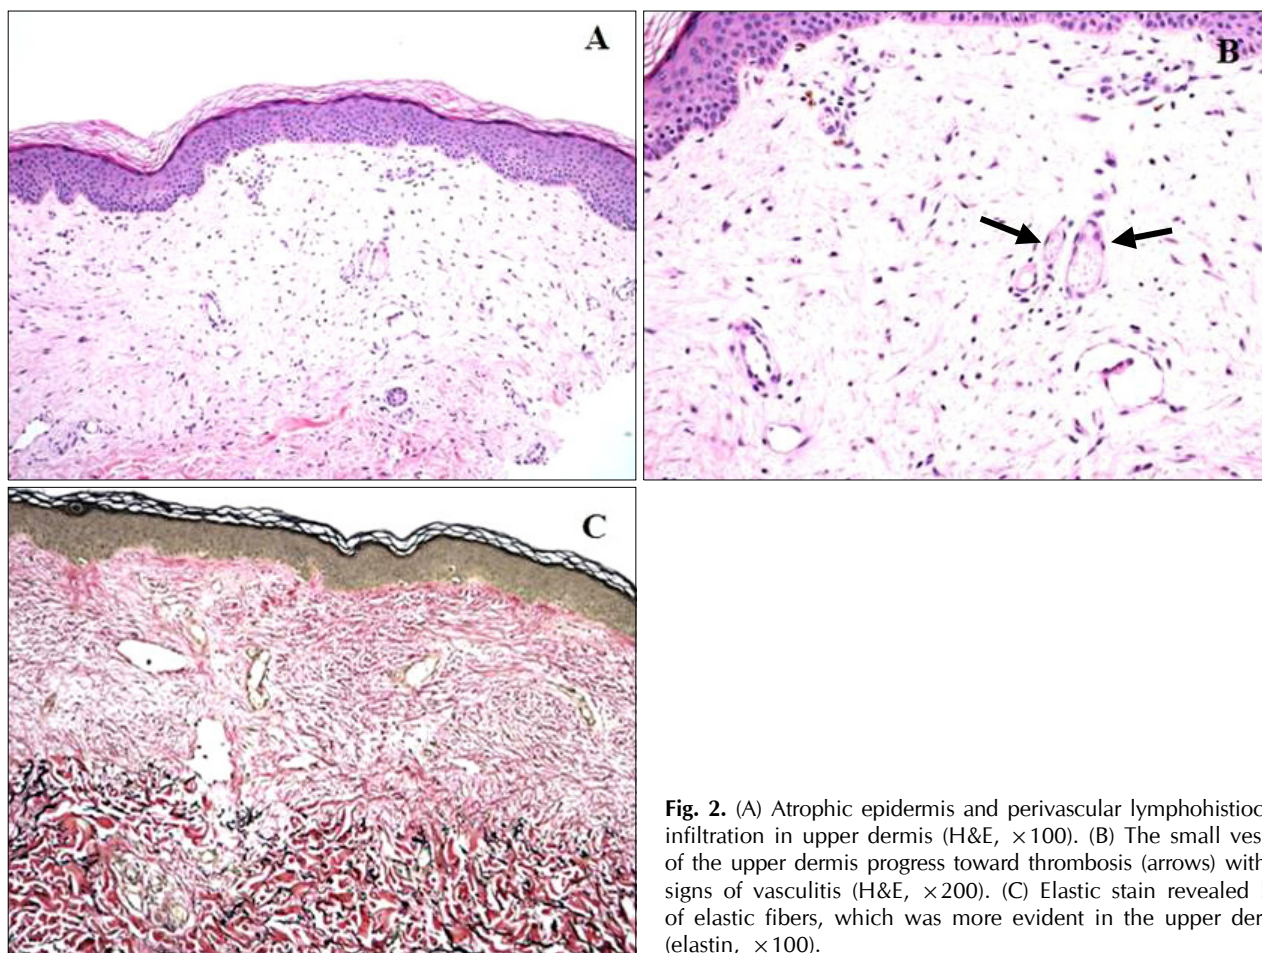 A
B
C
Fig. 2. (A) Atrophic epidermis and perivascular lymphohistioc
infiltration in upper dermis (H&E, ×100). (B) The small ves
of the upper dermis progress toward thrombosis (arrows) with
signs of vasculitis (H&E, ×200). (C) Elastic stain revealed
of elastic fibers, which was more evident in the upper der
(elastin, ×100).